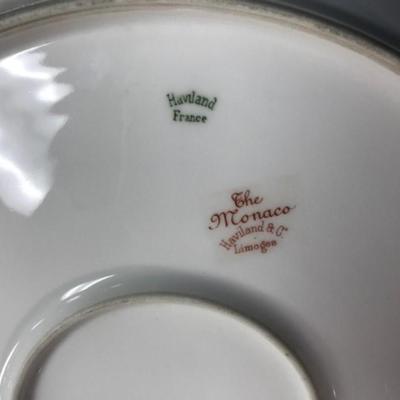 Haviland
France
The
Monaco
Haviland & Co.
Limoges